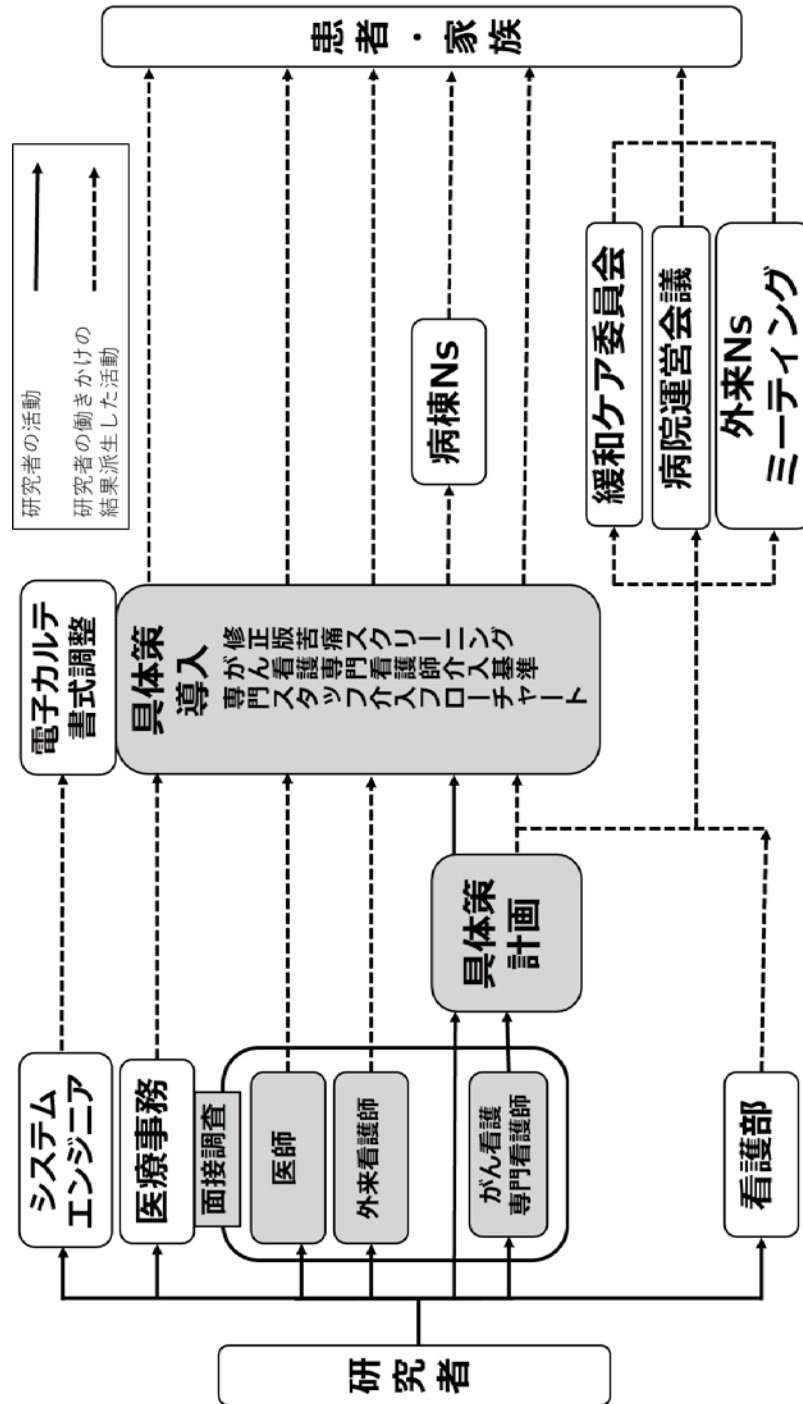 研究者の活動
研究者の働きかけの
結果派生した活動
研究者
システム
エンジニア
医療事務
面接調査
医師
外来看護師
がん看護
専門看護師
看護部
具体策
計画
電子カルテ
書式調整
具体策
導入
修正版苦痛スクリーニング
がん看護専門看護師介入基準
専門スタッフ介入フローチャート
病棟Ns
緩和ケア委員会
病院運営会議
外来Ns
ミーティング
患者・家族